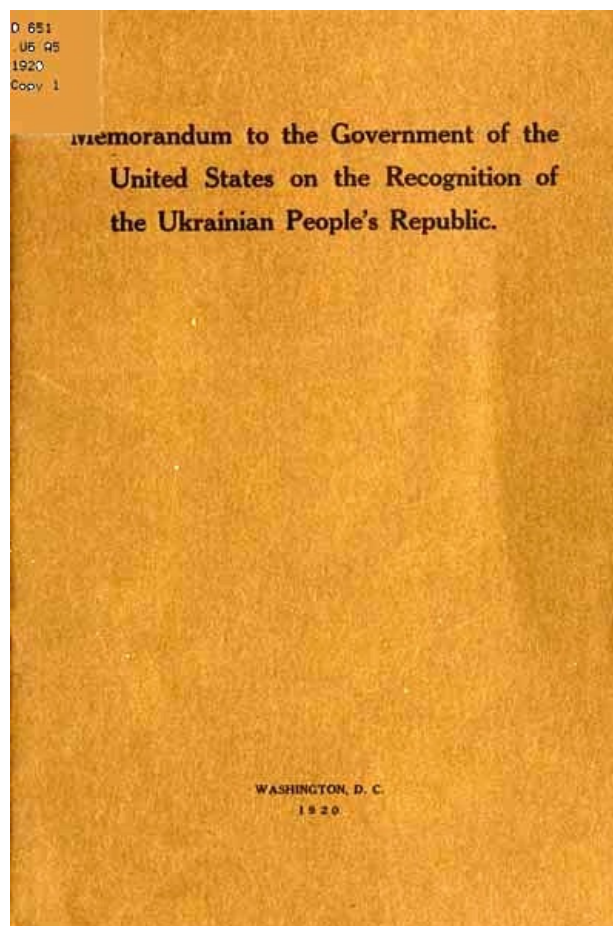 D 651
.U6 A5
1920
Copy 1
Memorandum to the Government of the
United States on the Recognition of
the Ukrainian People's Republic.
WASHINGTON, D. C.
1920